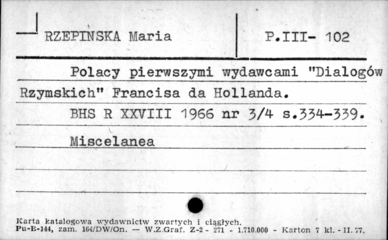 RZEPIŃSKA Maria
P.III- 102
Polacy pierwszymi wydawcami "Dialogów
Rzymskich" Francisa da Hollanda.
BHS R XXVIII 1966 nr 3/4 s.334-339.
Miscelanea
Karta katalogowa wydawnictw zwartych i ciągłych.
Pu-B-144, zam. 164/DW/On. — W.Z.Graf. Z-2 - 271 - 1.710.000 - Karton 7 kl. - II. 77.